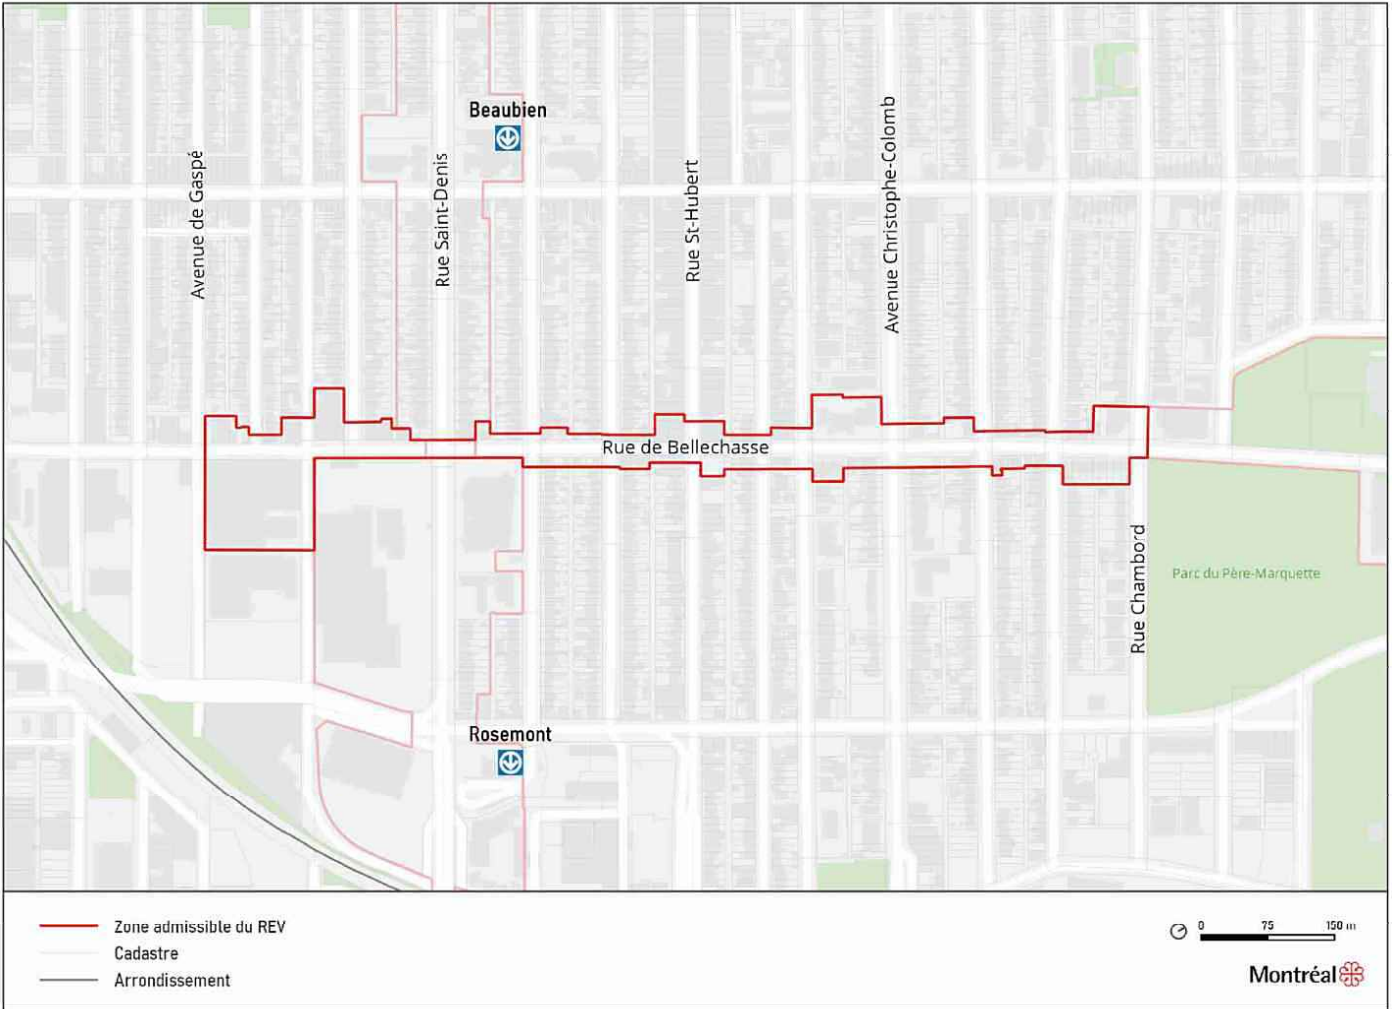 Beaubien
Avenue de Gaspé
Rue Saint-Denis
Rue St-Hubert
Avenue Christophe-Colomb
Rue de Bellechasse
Rue Chambord
Parc du Père-Marquette
Rosemont
Zone admissible du REV
Cadastre
Arrondissement
0 75 150 m
Montréal